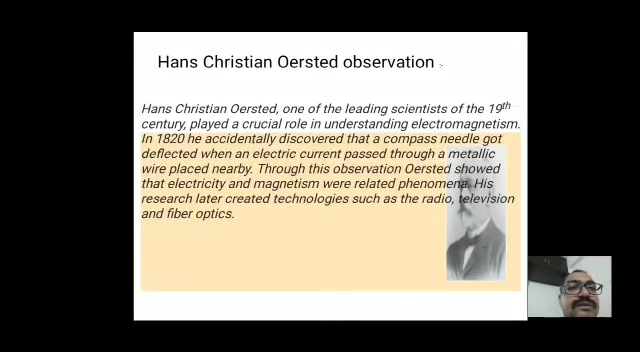 Hans Christian Oersted observation :-
Hans Christian Oersted, one of the leading scientists of the 19th
century, played a crucial role in understanding electromagnetism.
In 1820 he accidentally discovered that a compass needle got
deflected when an electric current passed through a metallic
wire placed nearby. Through this observation Oersted showed
that electricity and magnetism were related phenomena. His
research later created technologies such as the radio, television
and fiber optics.